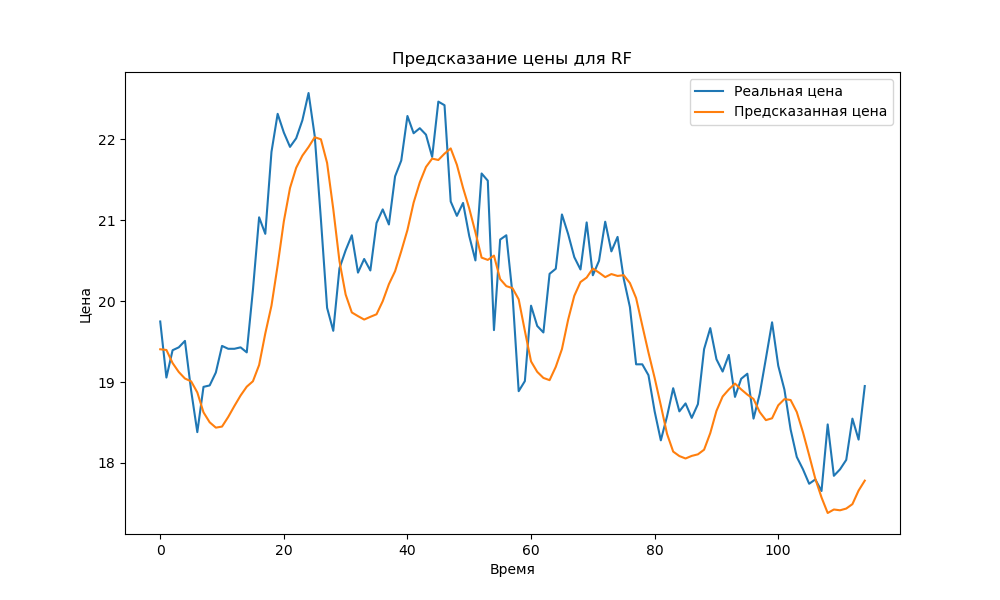 Предсказание цены для RF
Реальная цена
Предсказанная цена
Цена
22
21
20
19
18
0 20 40 60 80 100
Время